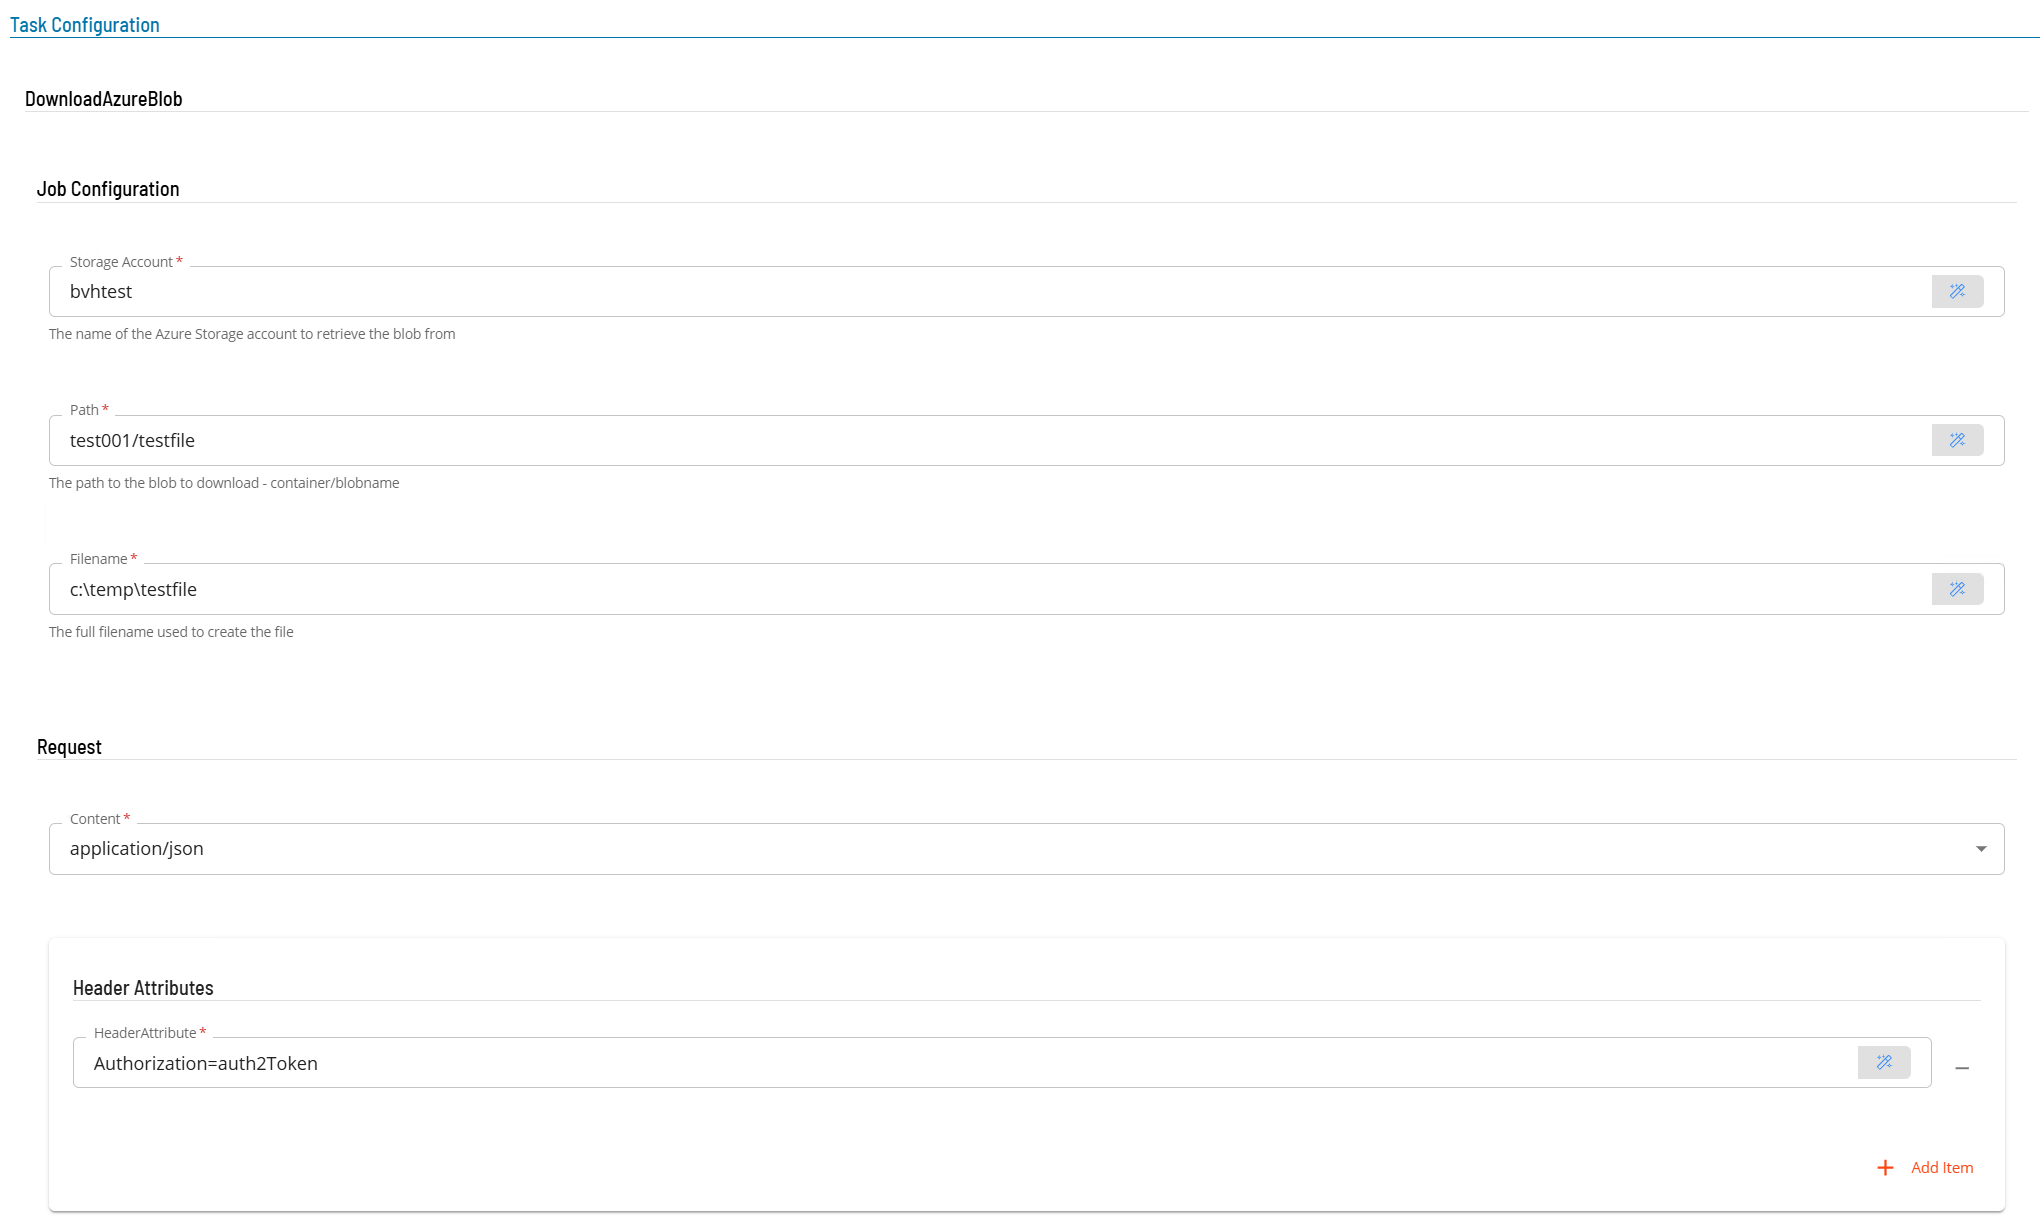 Task Configuration
DownloadAzureBlob
Job Configuration
Storage Account *
bvhtest
The name of the Azure Storage account to retrieve the blob from
Path *
test001/testfile
The path to the blob to download - container/blobname
Filename *
c:\temp\testfile
The full filename used to create the file
Request
Content *
application/json
Header Attributes
HeaderAttribute *
Authorization=auth2Token
Add Item